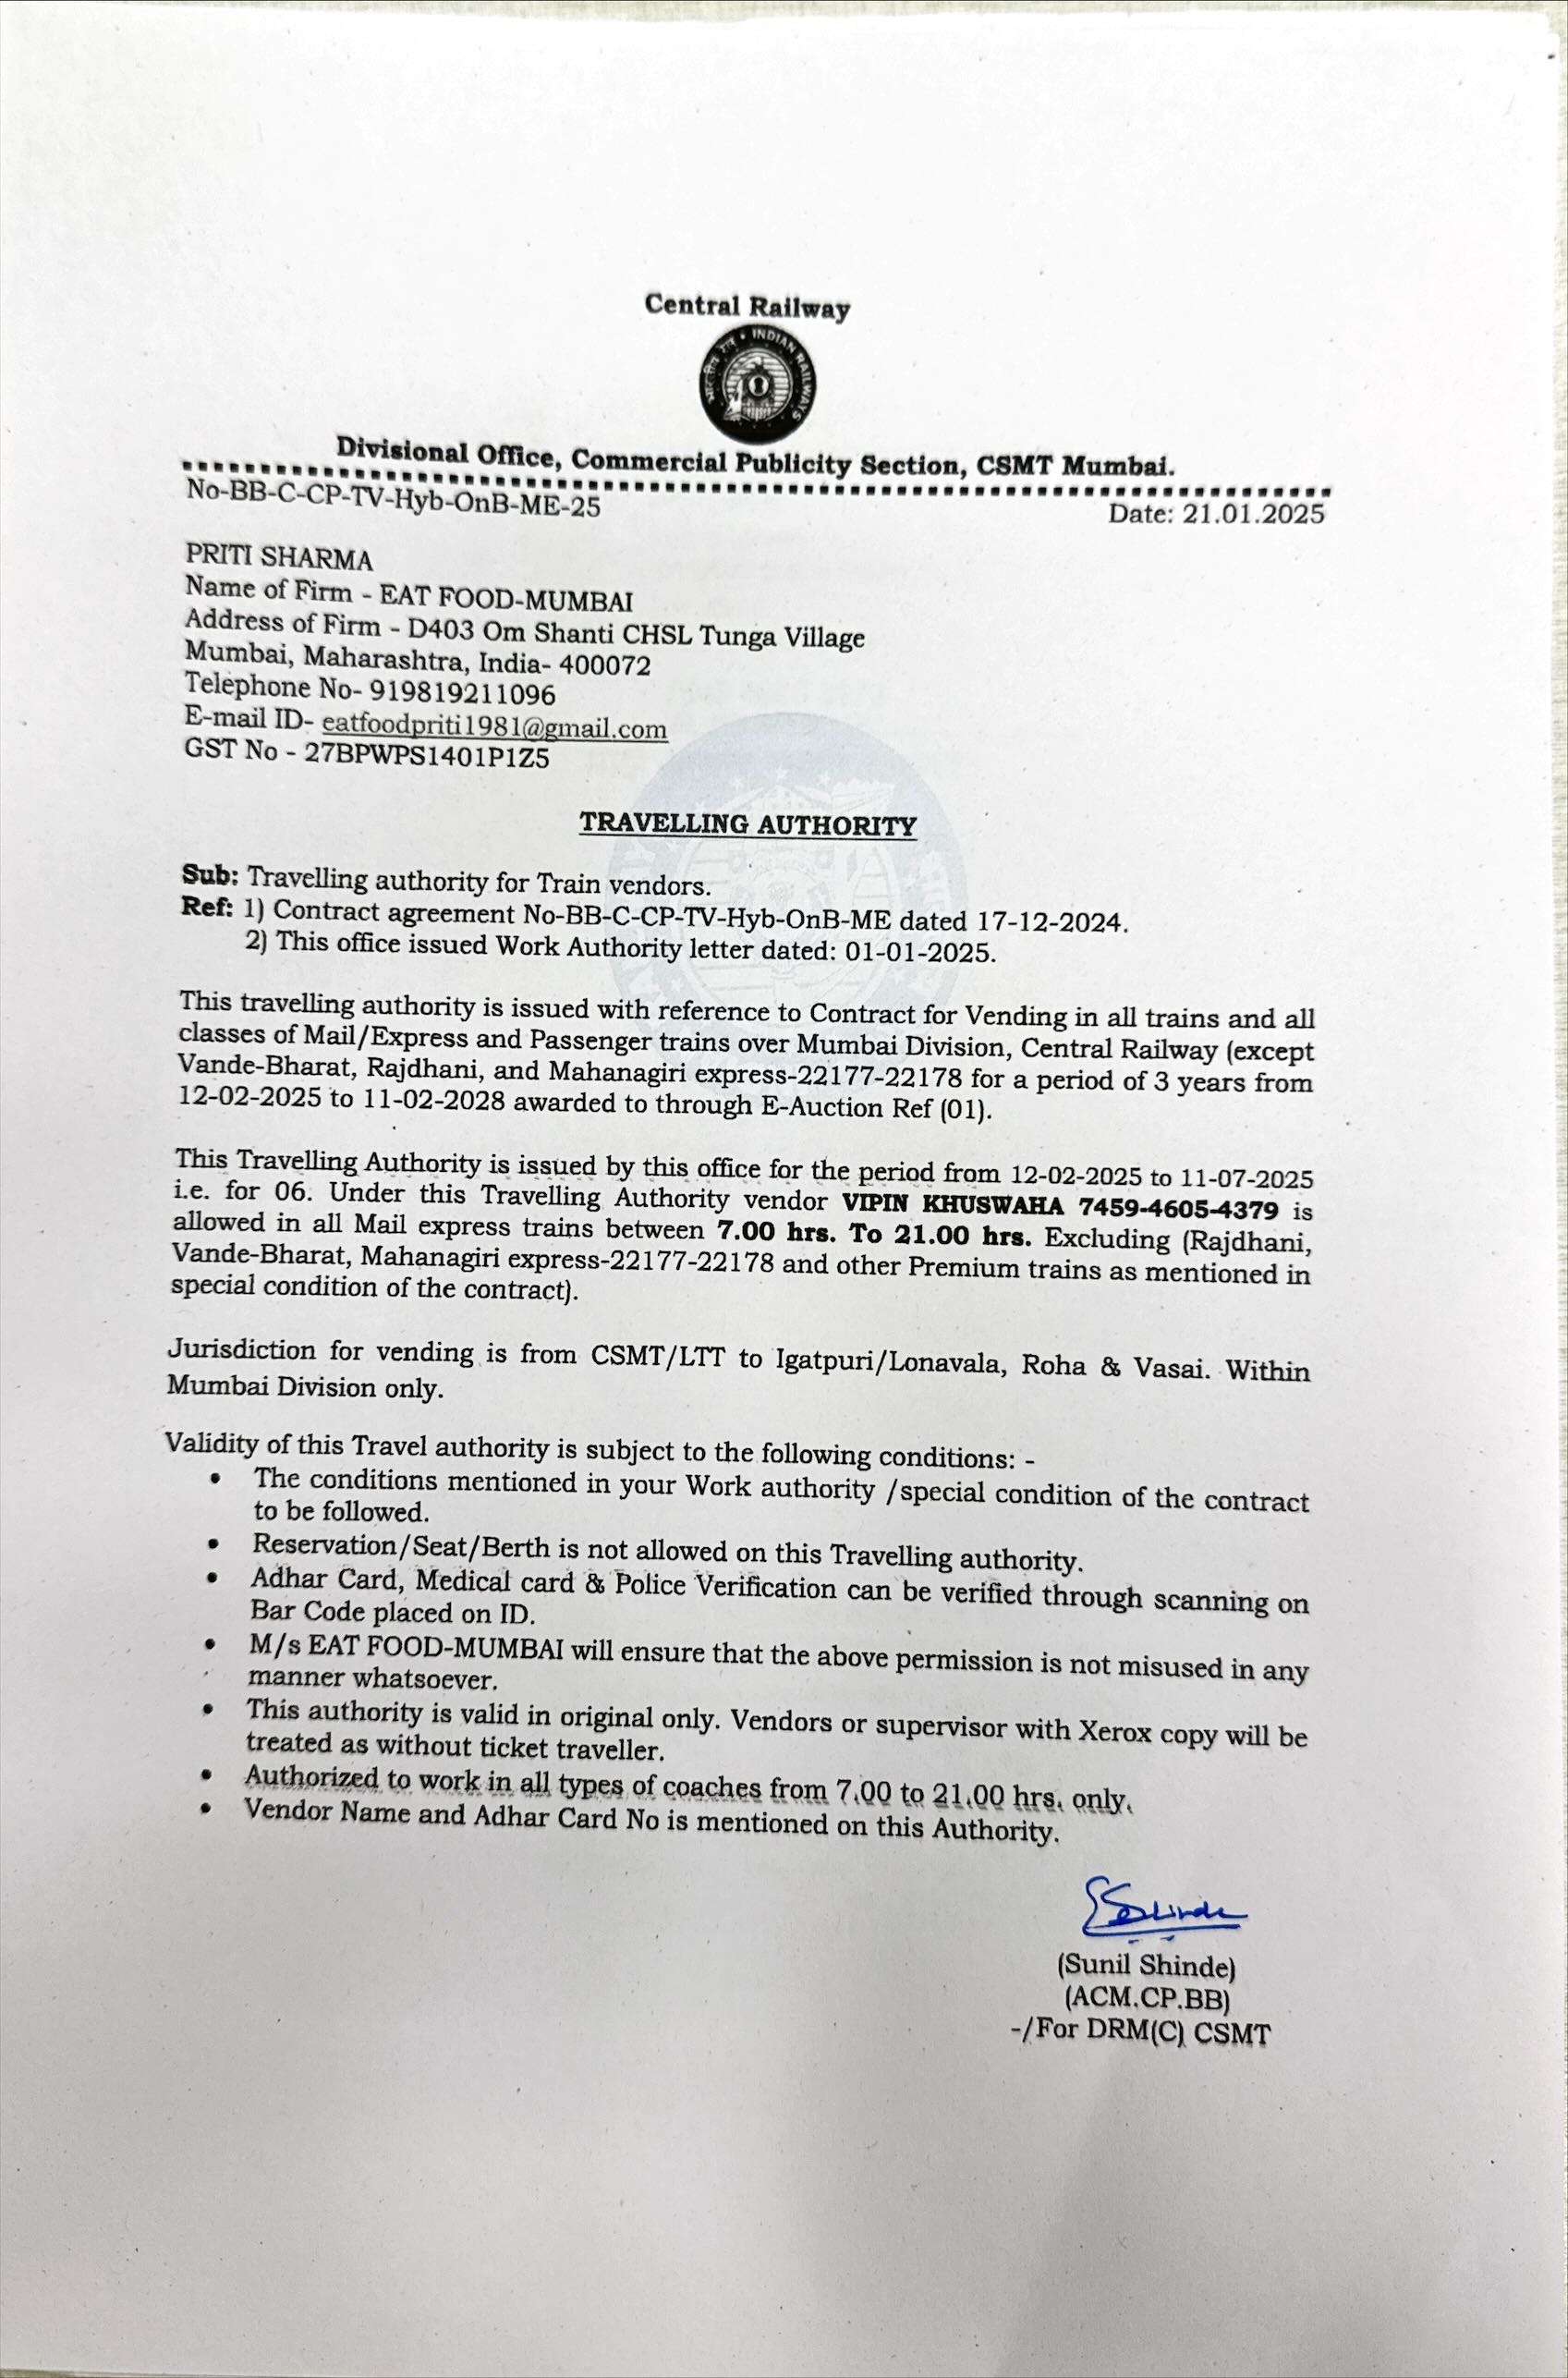 Central Railway
INDIAN RAILWAYS
Divisional Office, Commercial Publicity Section, CSMT Mumbai.
No-BB-C-CP-TV-Hyb-OnB-ME-25
Date: 21.01.2025
PRITI SHARMA
Name of Firm - EAT FOOD-MUMBAI
Address of Firm - D403 Om Shanti CHSL Tunga Village
Mumbai, Maharashtra, India- 400072
Telephone No- 919819211096
E-mail ID- eatfoodpriti1981@gmail.com
GST No - 27BPWPS1401P1Z5
TRAVELLING AUTHORITY
Sub: Travelling authority for Train vendors.
Ref: 1) Contract agreement No-BB-C-CP-TV-Hyb-OnB-ME dated 17-12-2024.
2) This office issued Work Authority letter dated: 01-01-2025.
This travelling authority is issued with reference to Contract for Vending in all trains and all
classes of Mail/Express and Passenger trains over Mumbai Division, Central Railway (except
Vande-Bharat, Rajdhani, and Mahanagiri express-22177-22178 for a period of 3 years from
12-02-2025 to 11-02-2028 awarded to through E-Auction Ref (01).
This Travelling Authority is issued by this office for the period from 12-02-2025 to 11-07-2025
i.e. for 06. Under this Travelling Authority vendor VIPIN KHUSWAHA 7459-4605-4379 is
allowed in all Mail express trains between 7.00 hrs. To 21.00 hrs. Excluding (Rajdhani,
Vande-Bharat, Mahanagiri express-22177-22178 and other Premium trains as mentioned in
special condition of the contract).
Jurisdiction for vending is from CSMT/LTT to Igatpuri/Lonavala, Roha & Vasai. Within
Mumbai Division only.
Validity of this Travel authority is subject to the following conditions: -
• The conditions mentioned in your Work authority /special condition of the contract
to be followed.
• Reservation/Seat/Berth is not allowed on this Travelling authority.
• Adhar Card, Medical card & Police Verification can be verified through scanning on
Bar Code placed on ID.
• M/s EAT FOOD-MUMBAI will ensure that the above permission is not misused in any
manner whatsoever.
• This authority is valid in original only. Vendors or supervisor with Xerox copy will be
treated as without ticket traveller.
• Authorized to work in all types of coaches from 7.00 to 21.00 hrs. only.
• Vendor Name and Adhar Card No is mentioned on this Authority.
SShinde
(Sunil Shinde)
(ACM.CP.BB)
-/For DRM(C) CSMT